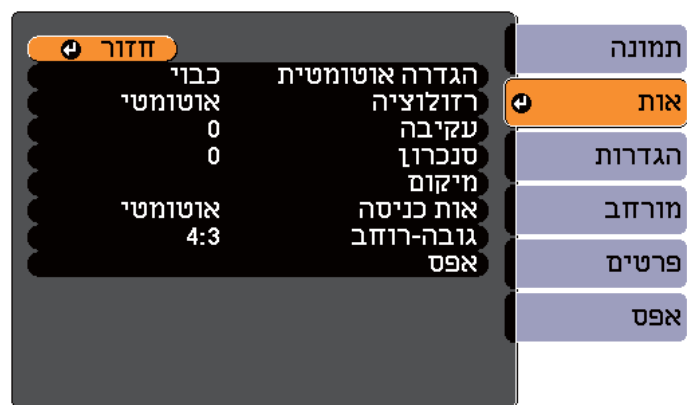 תמונה
אות
הגדרות
מורחב
פרטים
אפס
חזור
הגדרה אוטומטית כבוי
רזולוציה אוטומטי
עקיבה 0
סנכרון 0
מיקום
אות כניסה אוטומטי
גובה-רוחב 4:3
אפס